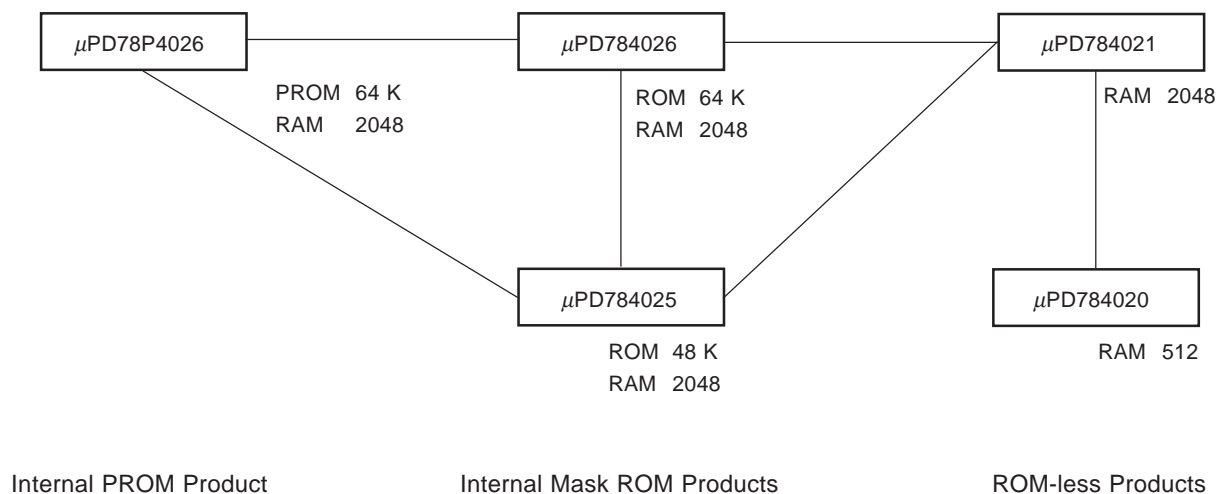 μPD78P4026
μPD784026
μPD784021
PROM 64 K
RAM 2048
ROM 64 K
RAM 2048
RAM 2048
μPD784025
μPD784020
ROM 48 K
RAM 2048
RAM 512
Internal PROM Product
Internal Mask ROM Products
ROM-less Products